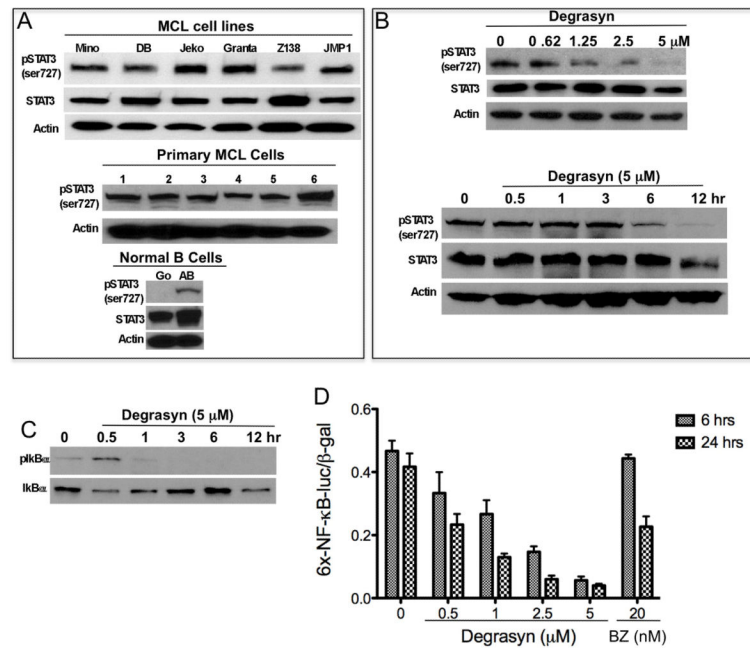 A
MCL cell lines
Mino DB Jeko Granta Z138 JMP1
pSTAT3
(ser727)
STAT3
Actin
Primary MCL Cells
1 2 3 4 5 6
pSTAT3
(ser727)
Actin
Normal B Cells
Go AB
pSTAT3
(ser727)
STAT3
Actin
B
Degrasyn
0 0 .62 1.25 2.5 5 μM
pSTAT3
(ser727)
STAT3
Actin
Degrasyn (5 μM)
0 0.5 1 3 6 12 hr
pSTAT3
(ser727)
STAT3
Actin
C
Degrasyn (5 μM)
0 0.5 1 3 6 12 hr
pIkBα
IkBα
D
6x-NF-κB-luc/β-gal
0.6
0.4
0.2
0.0
6 hrs
24 hrs
0 0.5 1 2.5 5 20
Degrasyn (μM) BZ (nM)